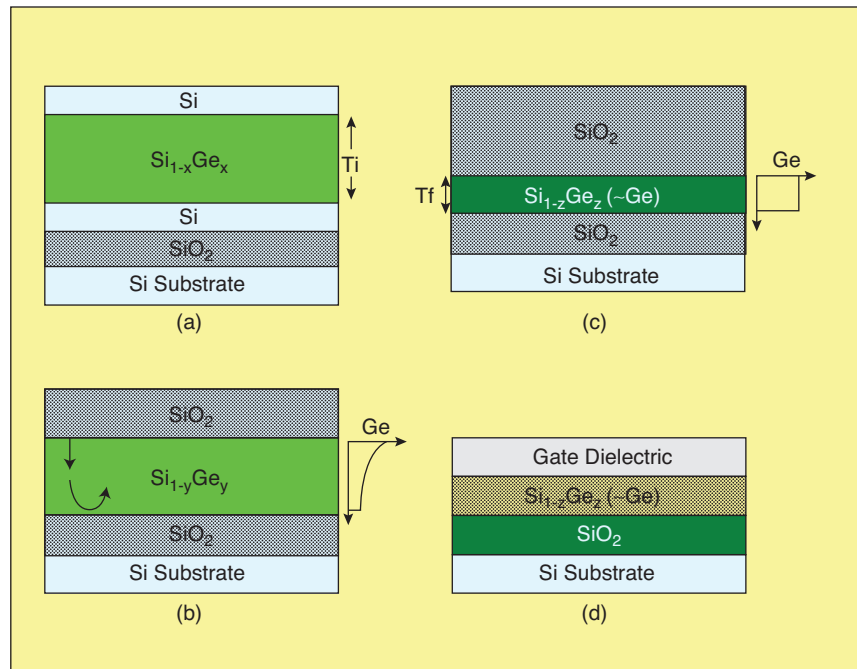 Si
Si₁₋ₓGeₓ
Ti
Si
SiO₂
Si Substrate
(a)
SiO₂
Ge
Tf
Si₁₋zGez (~Ge)
SiO₂
Si Substrate
(c)
SiO₂
Ge
Si₁₋yGey
SiO₂
Si Substrate
(b)
Gate Dielectric
Si₁₋zGez (~Ge)
SiO₂
Si Substrate
(d)